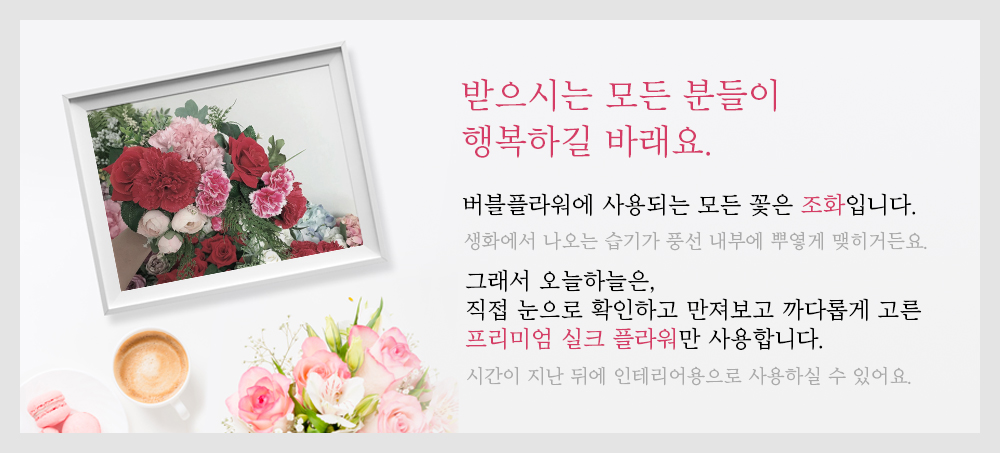 받으시는 모든 분들이
행복하길 바래요.
버블플라워에 사용되는 모든 꽃은 조화입니다.
생화에서 나오는 습기가 풍선 내부에 뿌옇게 맺히거든요.
그래서 오늘하늘은,
직접 눈으로 확인하고 만져보고 까다롭게 고른
프리미엄 실크 플라워만 사용합니다.
시간이 지난 뒤에 인테리어용으로 사용하실 수 있어요.